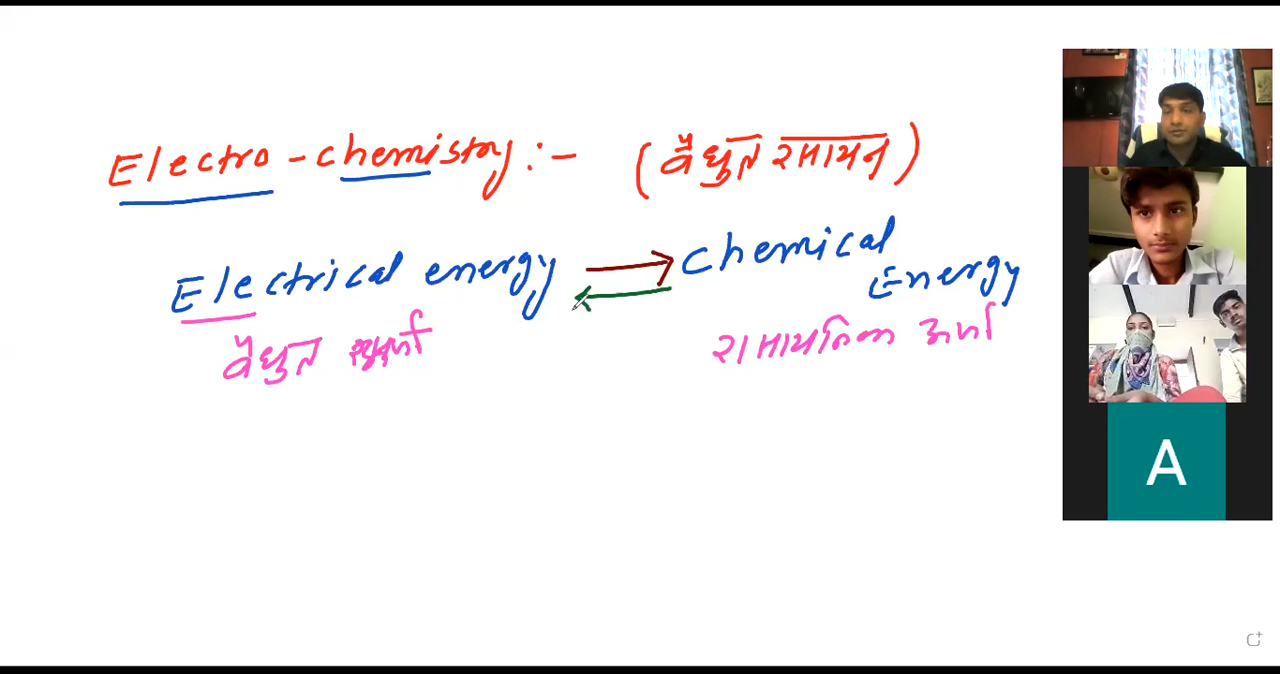 Electro-chemistry :- (वैधुत रसायन)
Electrical energy ⇄ Chemical
Energy
वैधुत ऊर्जा रासायनिक ऊर्जा
A